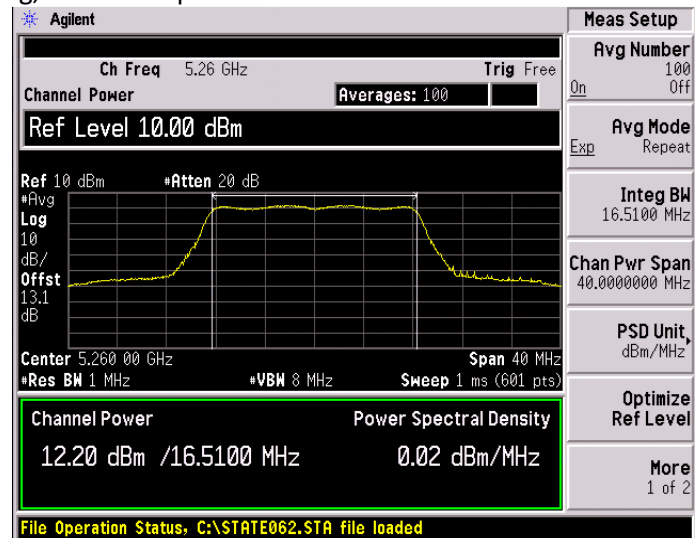 Agilent
Meas Setup
Ch Freq 5.26 GHz Trig Free
Channel Power Averages: 100
Ref Level 10.00 dBm
Ref 10 dBm #Atten 20 dB
#Avg
Log
10
dB/
Offst
13.1
dB
Center 5.260 00 GHz Span 40 MHz
#Res BW 1 MHz #VBW 8 MHz Sweep 1 ms (601 pts)
Channel Power Power Spectral Density
12.20 dBm /16.5100 MHz 0.02 dBm/MHz
File Operation Status, C:\STATE062.STA file loaded
Avg Number
100
On Off
Avg Mode
Exp Repeat
Integ BW
16.5100 MHz
Chan Pwr Span
40.0000000 MHz
PSD Unit
dBm/MHz
Optimize
Ref Level
More
1 of 2